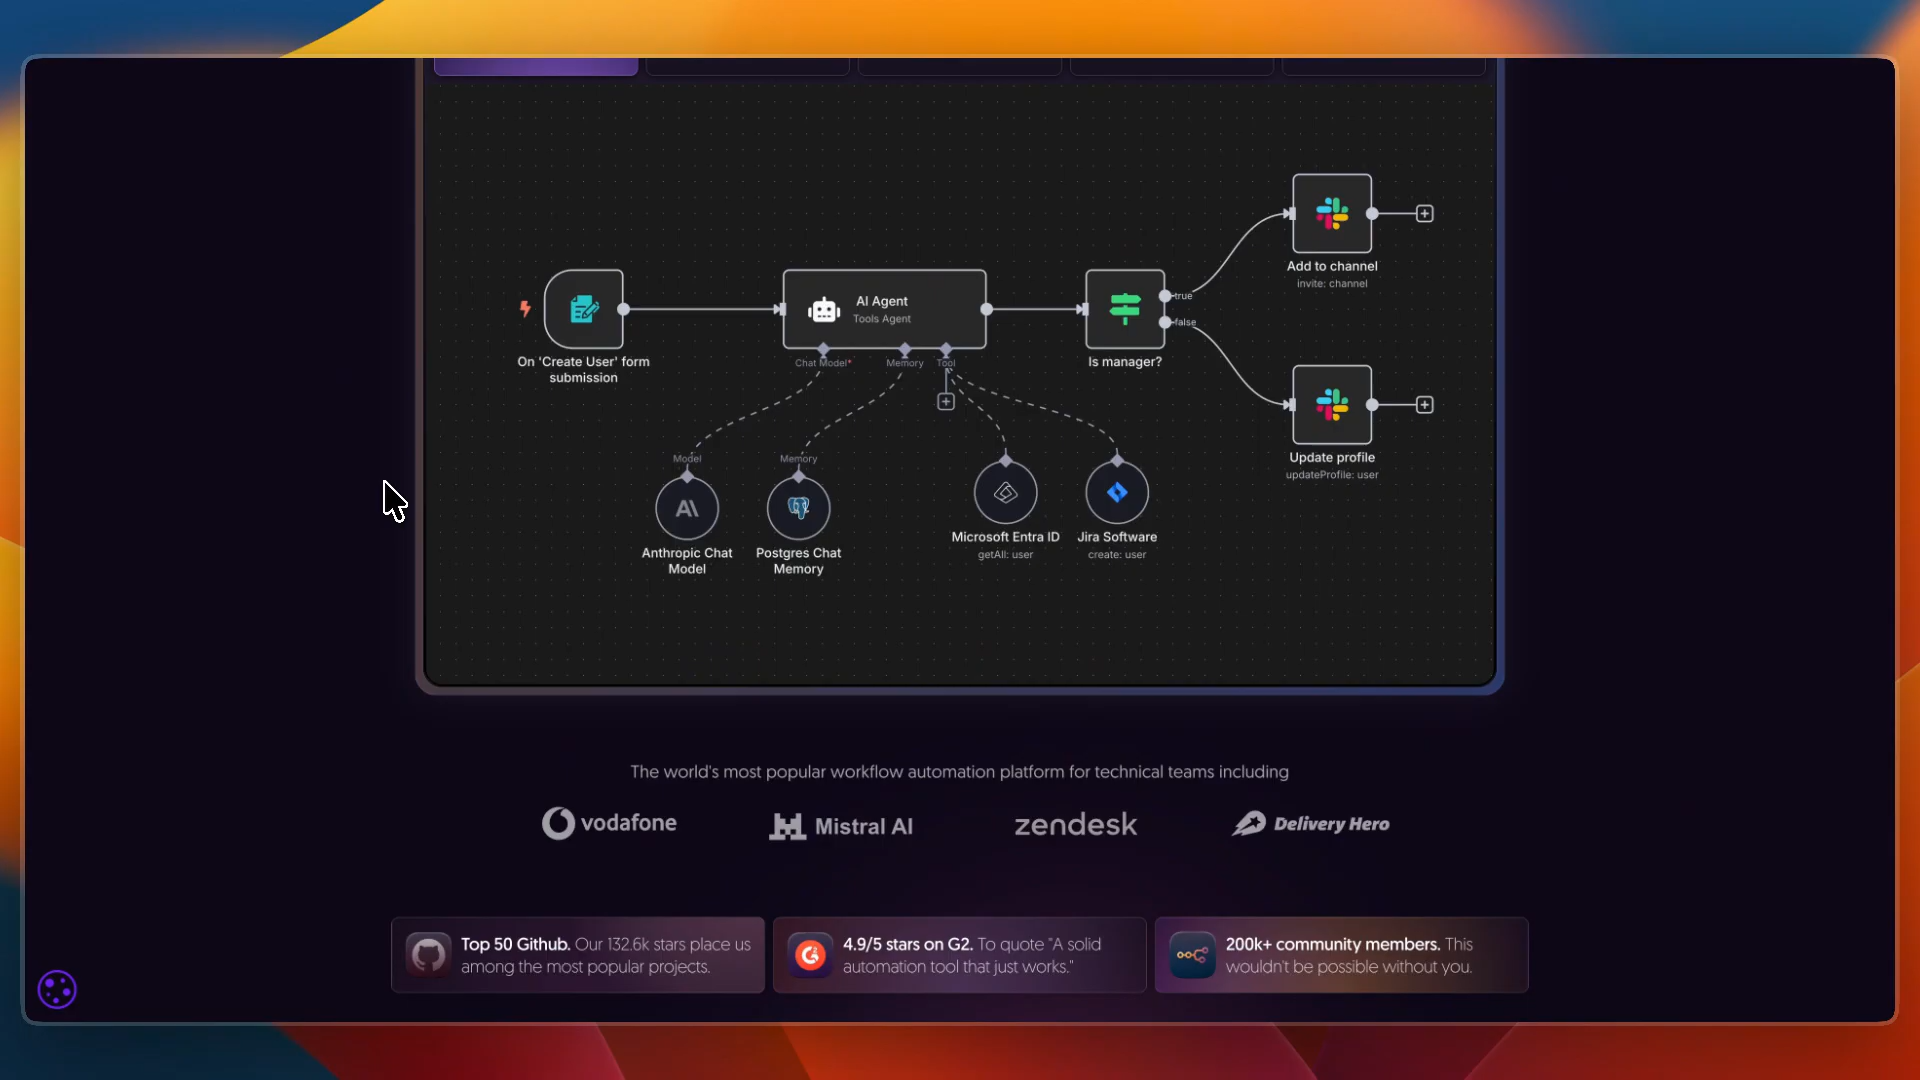 Add to channel
invite: channel
AI Agent
Tools Agent
true
false
Chat Model*
Memory
Tool
On 'Create User' form
submission
Is manager?
Update profile
updateProfile: user
Model
Memory
Anthropic Chat
Model
Postgres Chat
Memory
Microsoft Entra ID
getAll: user
Jira Software
create: user
The world's most popular workflow automation platform for technical teams including
vodafone
Mistral AI
zendesk
Delivery Hero
Top 50 Github. Our 132.6k stars place us
among the most popular projects.
4.9/5 stars on G2. To quote "A solid
automation tool that just works."
200k+ community members. This
wouldn't be possible without you.